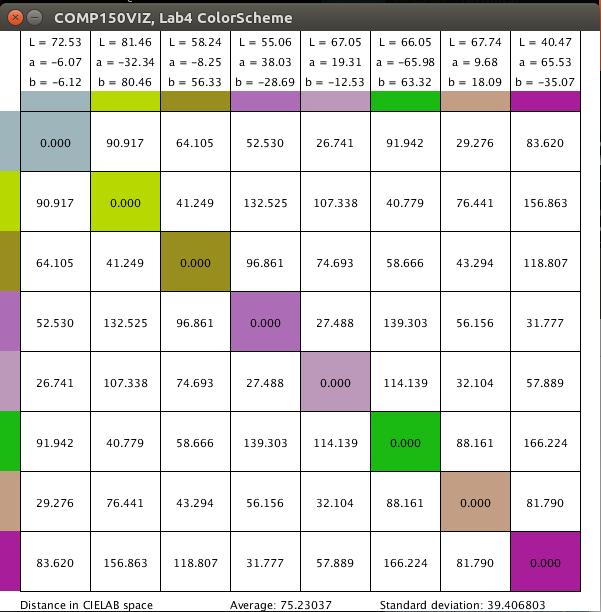 COMP150VIZ, Lab4 ColorScheme
L = 72.53 L = 81.46 L = 58.24 L = 55.06 L = 67.05 L = 66.05 L = 67.74 L = 40.47
a = −6.07 a = −32.34 a = −8.25 a = 38.03 a = 19.31 a = −65.98 a = 9.68 a = 65.53
b = −6.12 b = 80.46 b = 56.33 b = −28.69 b = −12.53 b = 63.32 b = 18.09 b = −35.07
0.000 90.917 64.105 52.530 26.741 91.942 29.276 83.620
90.917 0.000 41.249 132.525 107.338 40.779 76.441 156.863
64.105 41.249 0.000 96.861 74.693 58.666 43.294 118.807
52.530 132.525 96.861 0.000 27.488 139.303 56.156 31.777
26.741 107.338 74.693 27.488 0.000 114.139 32.104 57.889
91.942 40.779 58.666 139.303 114.139 0.000 88.161 166.224
29.276 76.441 43.294 56.156 32.104 88.161 0.000 81.790
83.620 156.863 118.807 31.777 57.889 166.224 81.790 0.000
Distance in CIELAB space Average: 75.23037 Standard deviation: 39.406803